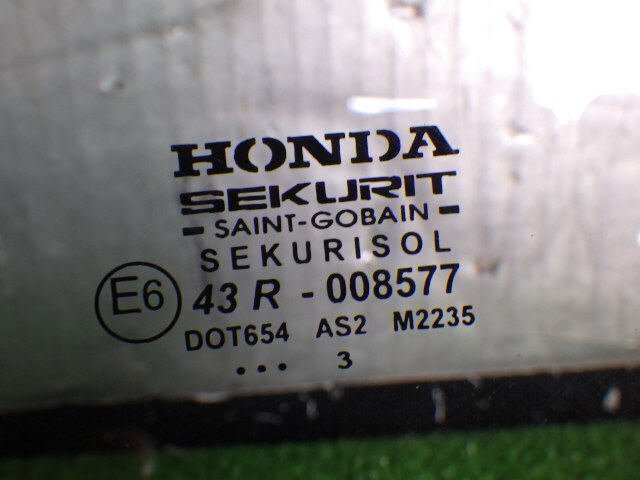 HONDA
SEKURIT
- SAINT-GOBAIN -
SEKURISOL
E6 43 R - 008577
DOT654 AS2 M2235
... 3